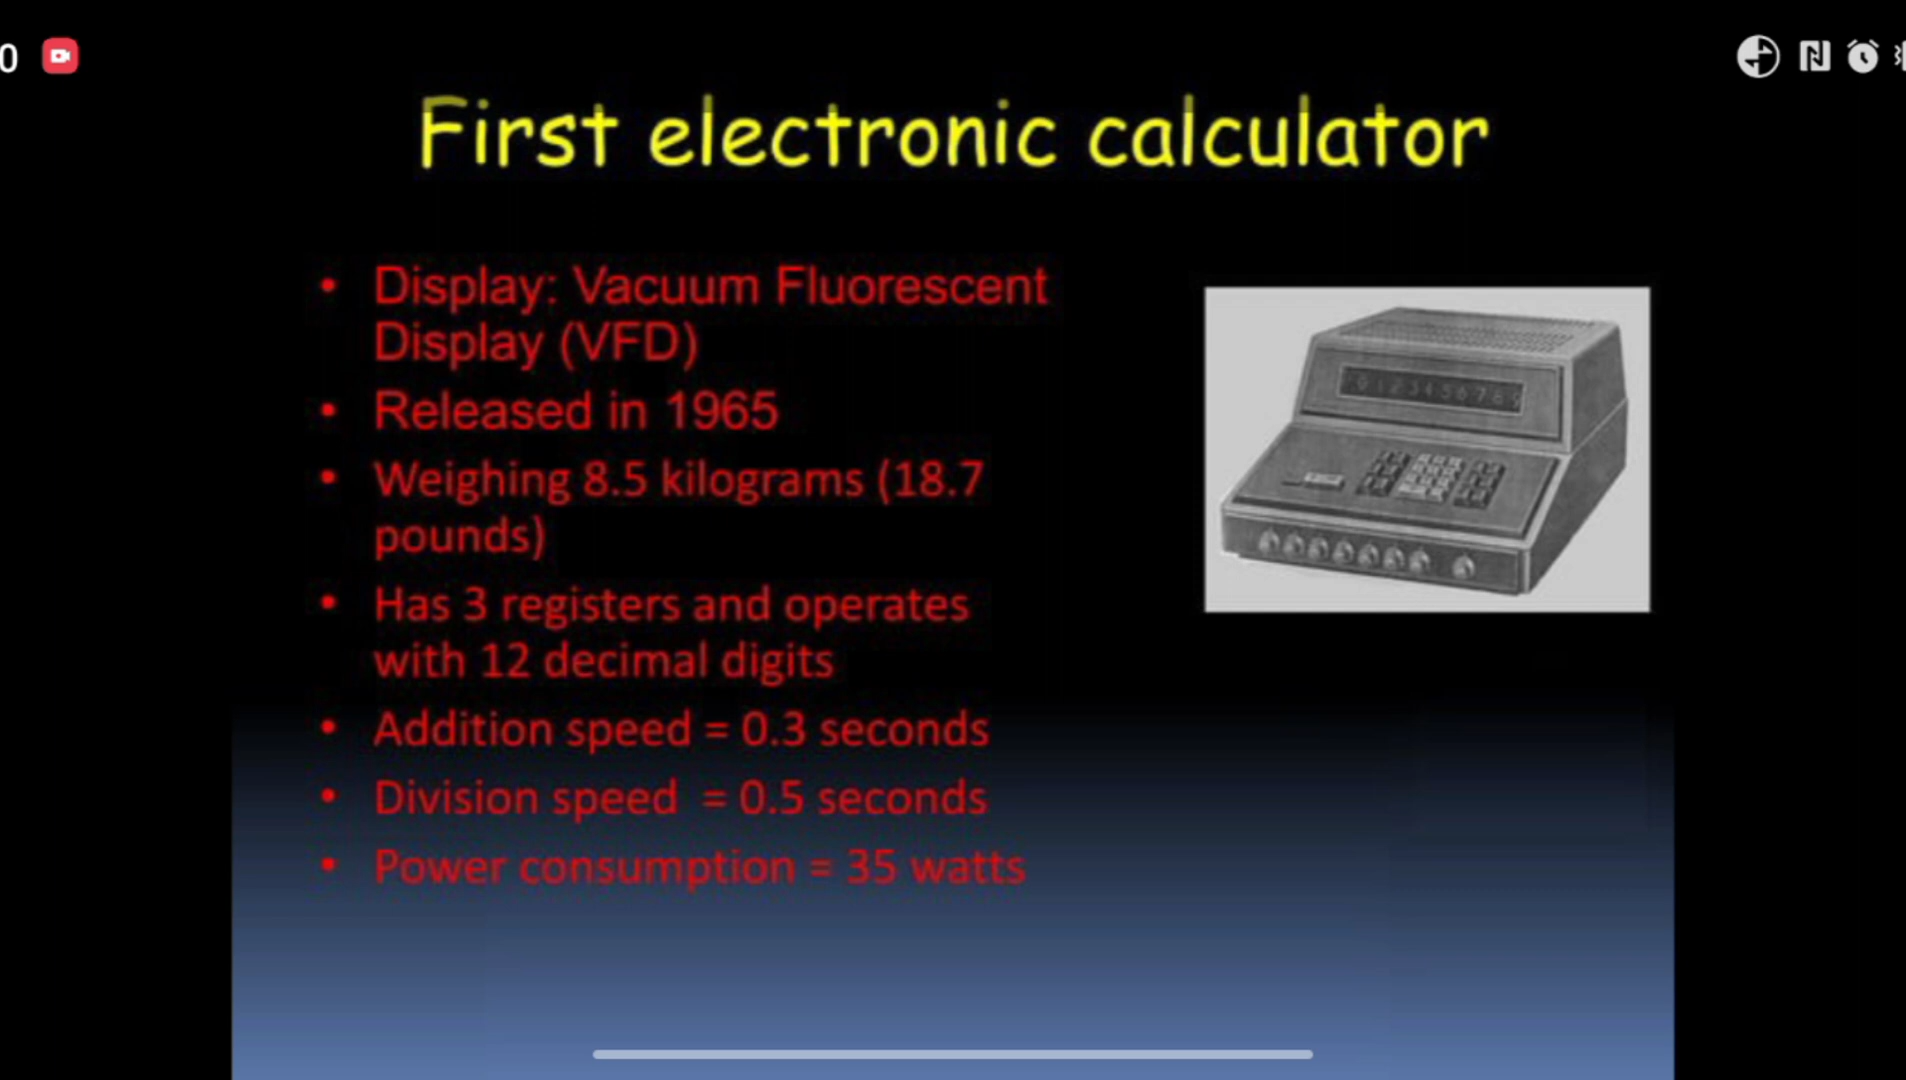 0
First electronic calculator
• Display: Vacuum Fluorescent
Display (VFD)
• Released in 1965
• Weighing 8.5 kilograms (18.7
pounds)
• Has 3 registers and operates
with 12 decimal digits
• Addition speed = 0.3 seconds
• Division speed = 0.5 seconds
• Power consumption = 35 watts
0123456789